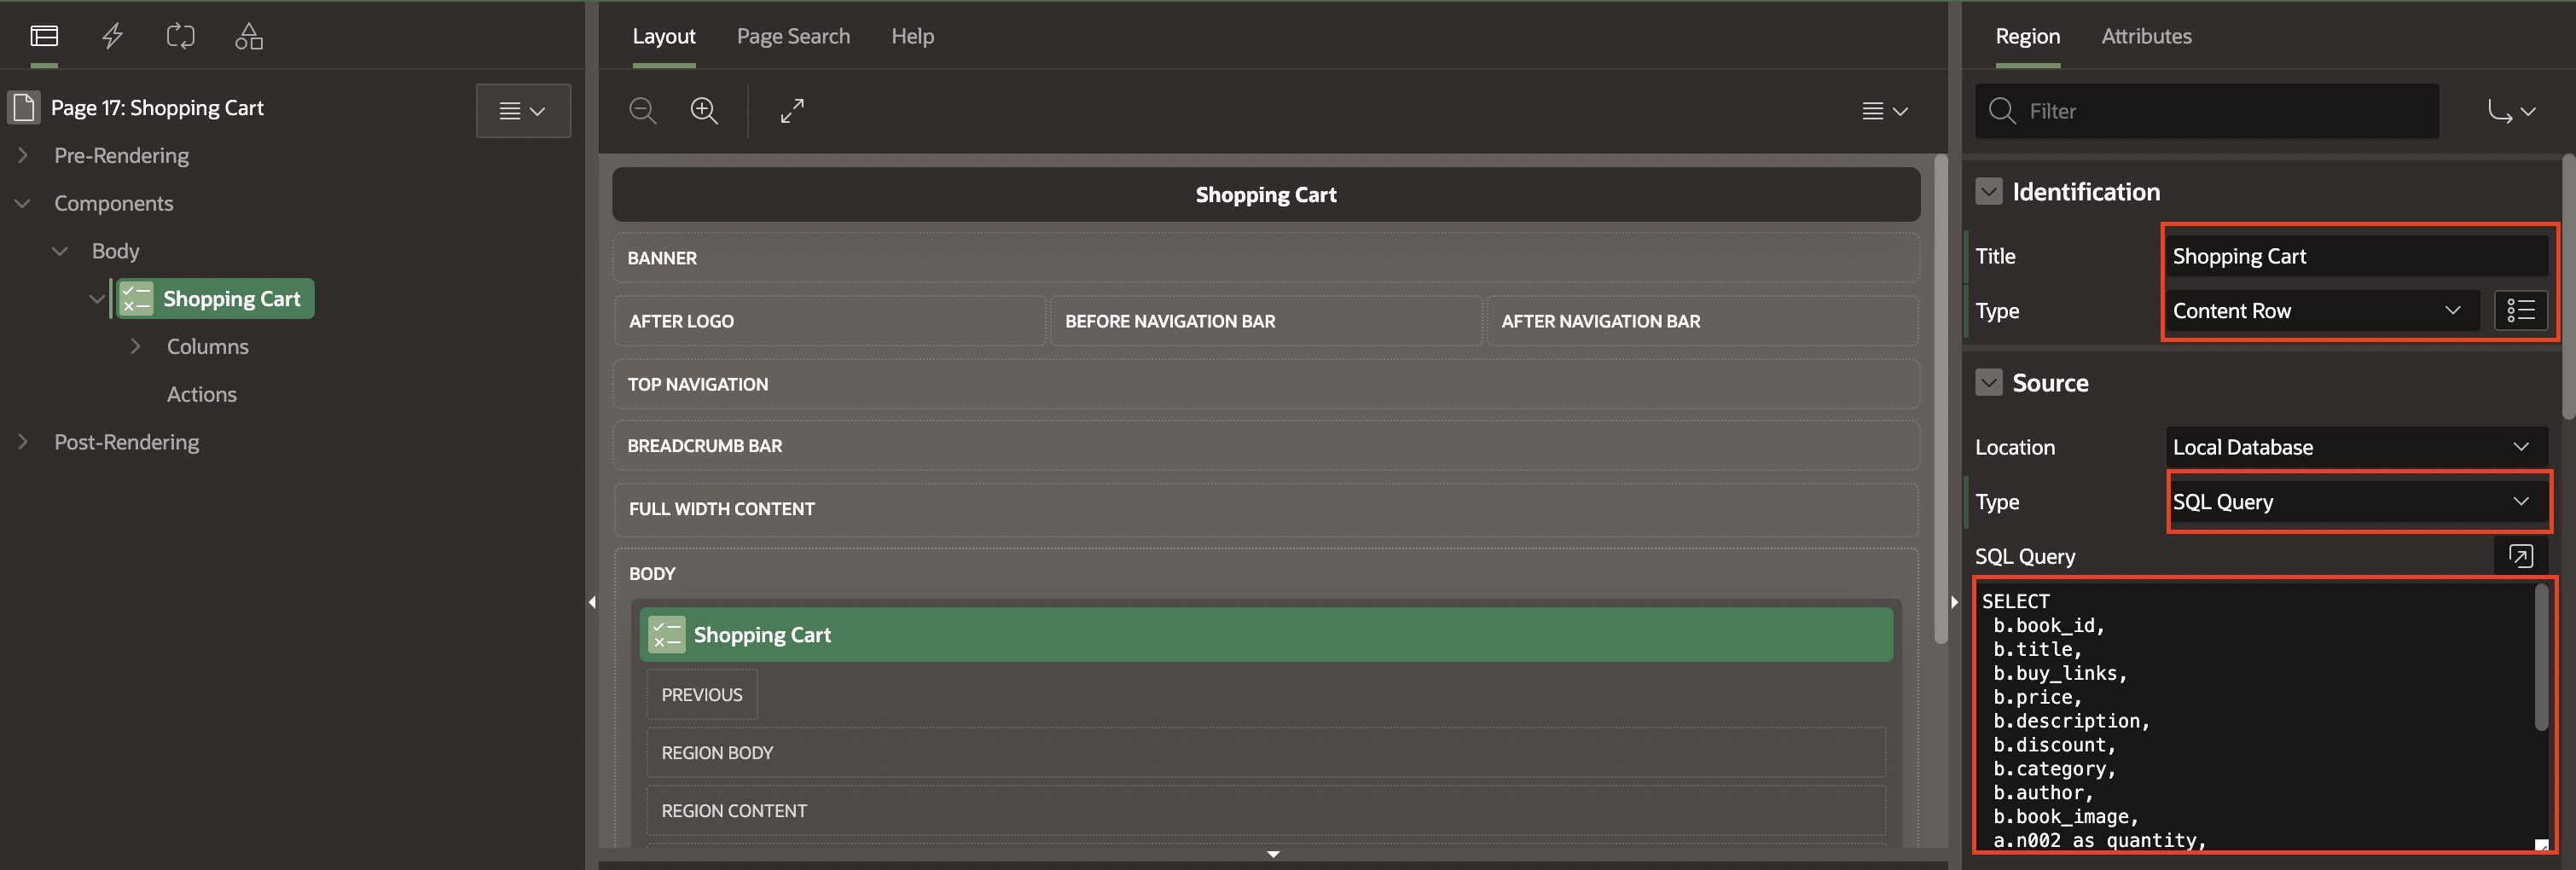 Page 17: Shopping Cart
Pre-Rendering
Components
Body
Shopping Cart
Columns
Actions
Post-Rendering
Layout Page Search Help
Shopping Cart
BANNER
AFTER LOGO BEFORE NAVIGATION BAR AFTER NAVIGATION BAR
TOP NAVIGATION
BREADCRUMB BAR
FULL WIDTH CONTENT
BODY
Shopping Cart
PREVIOUS
REGION BODY
REGION CONTENT
Region Attributes
Filter
Identification
Title Shopping Cart
Type Content Row
Source
Location Local Database
Type SQL Query
SQL Query
SELECT
b.book_id,
b.title,
b.buy_links,
b.price,
b.description,
b.discount,
b.category,
b.author,
b.book_image,
a.n002 as quantity,